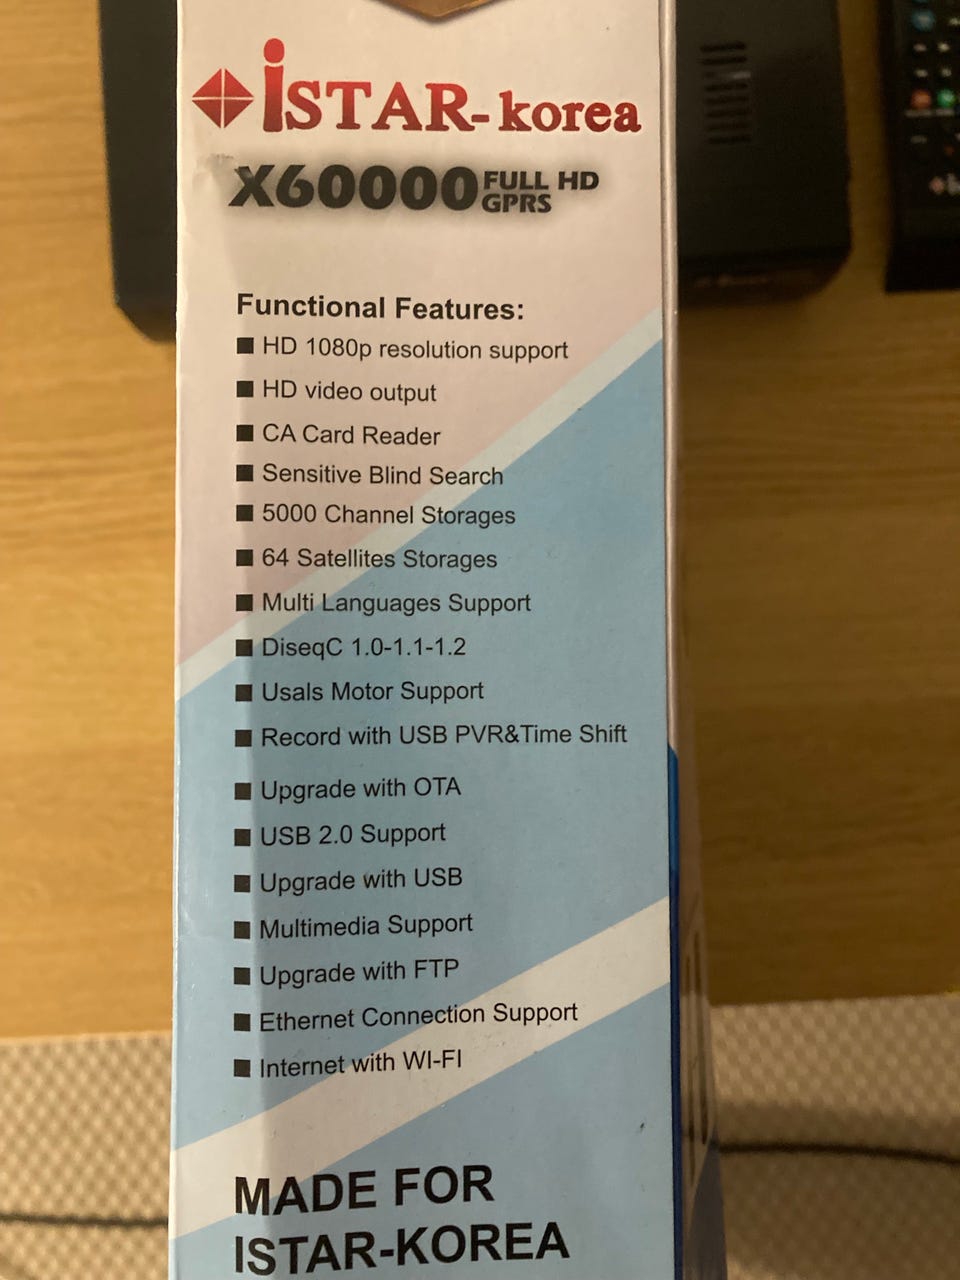 iSTAR-korea
X60000 FULL HD
GPRS
Functional Features:
■ HD 1080p resolution support
■ HD video output
■ CA Card Reader
■ Sensitive Blind Search
■ 5000 Channel Storages
■ 64 Satellites Storages
■ Multi Languages Support
■ DiseqC 1.0-1.1-1.2
■ Usals Motor Support
■ Record with USB PVR&Time Shift
■ Upgrade with OTA
■ USB 2.0 Support
■ Upgrade with USB
■ Multimedia Support
■ Upgrade with FTP
■ Ethernet Connection Support
■ Internet with WI-FI
MADE FOR
ISTAR-KOREA